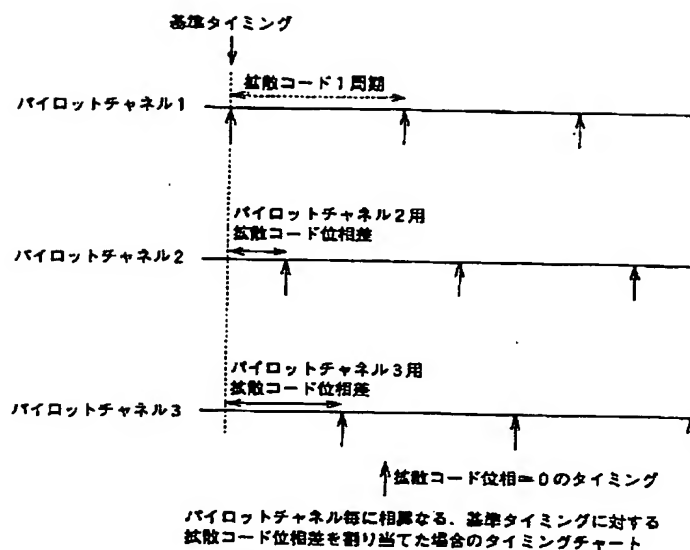 基準タイミング
拡散コード1周期
パイロットチャネル1
パイロットチャネル2用
拡散コード位相差
パイロットチャネル2
パイロットチャネル3用
拡散コード位相差
パイロットチャネル3
拡散コード位相=0のタイミング
パイロットチャネル毎に相異なる、基準タイミングに対する
拡散コード位相差を割り当てた場合のタイミングチャート